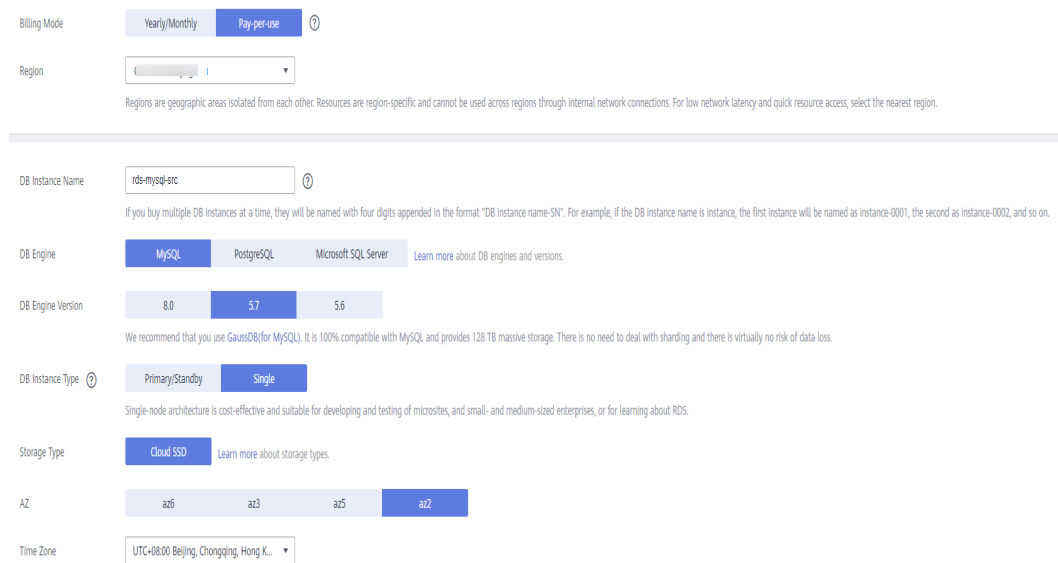 Billing Mode Yearly/Monthly Pay-per-use ?
Region
Regions are geographic areas isolated from each other. Resources are region-specific and cannot be used across regions through internal network connections. For low network latency and quick resource access, select the nearest region.
DB Instance Name rds-mysql-src ?
If you buy multiple DB instances at a time, they will be named with four digits appended in the format "DB instance name-SN". For example, if the DB instance name is instance, the first instance will be named as instance-0001, the second as instance-0002, and so on.
DB Engine MySQL PostgreSQL Microsoft SQL Server Learn more about DB engines and versions.
DB Engine Version 8.0 5.7 5.6
We recommend that you use GaussDB(for MySQL). It is 100% compatible with MySQL and provides 128 TB massive storage. There is no need to deal with sharding and there is virtually no risk of data loss.
DB Instance Type ? Primary/Standby Single
Single-node architecture is cost-effective and suitable for developing and testing of microsites, and small- and medium-sized enterprises, or for learning about RDS.
Storage Type Cloud SSD Learn more about storage types.
AZ az6 az3 az5 az2
Time Zone UTC+08:00 Beijing, Chongqing, Hong K...